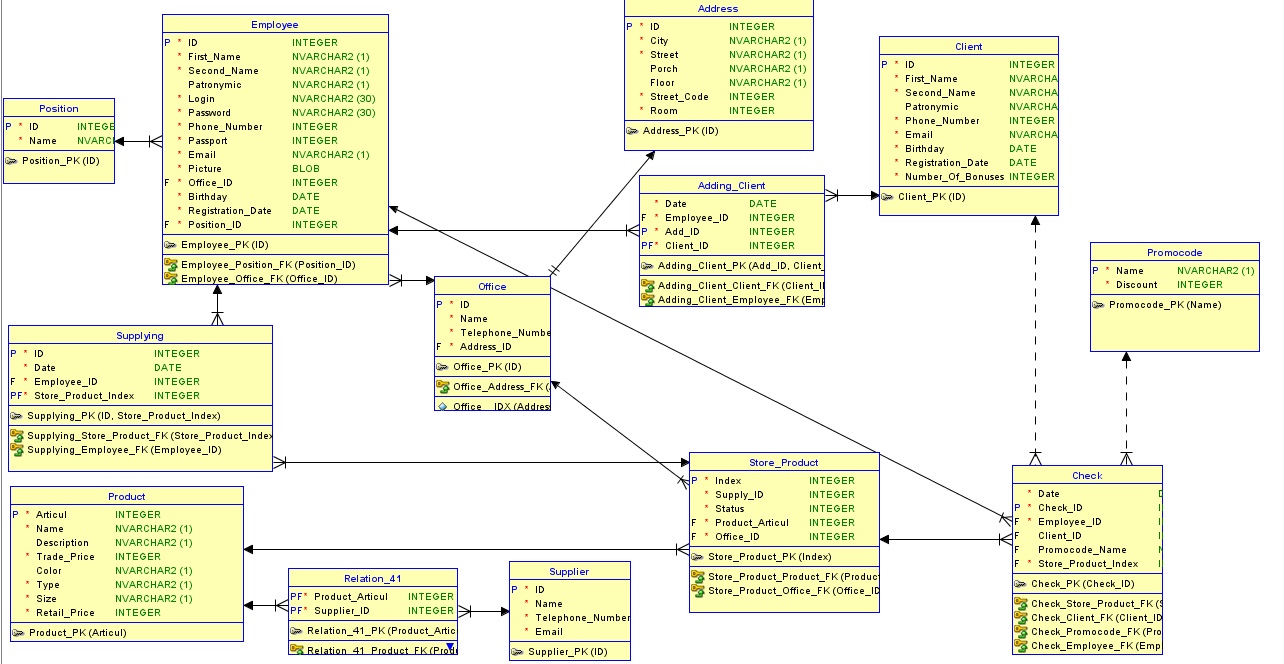 Position
P * ID INTEGE
* Name NVARC
Position_PK (ID)
Employee
P * ID INTEGER
* First_Name NVARCHAR2 (1)
* Second_Name NVARCHAR2 (1)
Patronymic NVARCHAR2 (1)
* Login NVARCHAR2 (30)
* Password NVARCHAR2 (30)
* Phone_Number INTEGER
* Passport INTEGER
* Email NVARCHAR2 (1)
* Picture BLOB
F * Office_ID INTEGER
* Birthday DATE
* Registration_Date DATE
F * Position_ID INTEGER
Employee_PK (ID)
Employee_Position_FK (Position_ID)
Employee_Office_FK (Office_ID)
Address
P * ID INTEGER
* City NVARCHAR2 (1)
* Street NVARCHAR2 (1)
Porch NVARCHAR2 (1)
Floor NVARCHAR2 (1)
* Street_Code INTEGER
* Room INTEGER
Address_PK (ID)
Client
P * ID INTEGER
* First_Name NVARCHA
* Second_Name NVARCHA
Patronymic NVARCHA
* Phone_Number INTEGER
* Email NVARCHA
* Birthday DATE
* Registration_Date DATE
* Number_Of_Bonuses INTEGER
Client_PK (ID)
Adding_Client
* Date DATE
F * Employee_ID INTEGER
P * Add_ID INTEGER
PF* Client_ID INTEGER
Adding_Client_PK (Add_ID, Client_
Adding_Client_Client_FK (Client_I
Adding_Client_Employee_FK (Emp
Promocode
P * Name NVARCHAR2 (1)
* Discount INTEGER
Promocode_PK (Name)
Office
P * ID
* Name
* Telephone_Numbe
F * Address_ID
Office_PK (ID)
Office_Address_FK (
Office__IDX (Addres
Supplying
P * ID INTEGER
* Date DATE
F * Employee_ID INTEGER
PF* Store_Product_Index INTEGER
Supplying_PK (ID, Store_Product_Index)
Supplying_Store_Product_FK (Store_Product_Inde
Supplying_Employee_FK (Employee_ID)
Store_Product
P * Index INTEGER
* Supply_ID INTEGER
* Status INTEGER
F * Product_Articul INTEGER
F * Office_ID INTEGER
Store_Product_PK (Index)
Store_Product_Product_FK (Product
Store_Product_Office_FK (Office_ID
Check
* Date
P * Check_ID I
F * Employee_ID I
F Client_ID I
F Promocode_Name
F * Store_Product_Index I
Check_PK (Check_ID)
Check_Store_Product_FK (S
Check_Client_FK (Client_ID
Check_Promocode_FK (Pro
Check_Employee_FK (Emp
Product
P * Articul INTEGER
* Name NVARCHAR2 (1)
Description NVARCHAR2 (1)
* Trade_Price INTEGER
Color NVARCHAR2 (1)
* Type NVARCHAR2 (1)
* Size NVARCHAR2 (1)
* Retail_Price INTEGER
Product_PK (Articul)
Relation_41
PF* Product_Articul INTEGER
PF* Supplier_ID INTEGER
Relation_41_PK (Product_Artic
Relation_41_Product_FK (Prod
Supplier
P * ID
* Name
* Telephone_Number
* Email
Supplier_PK (ID)